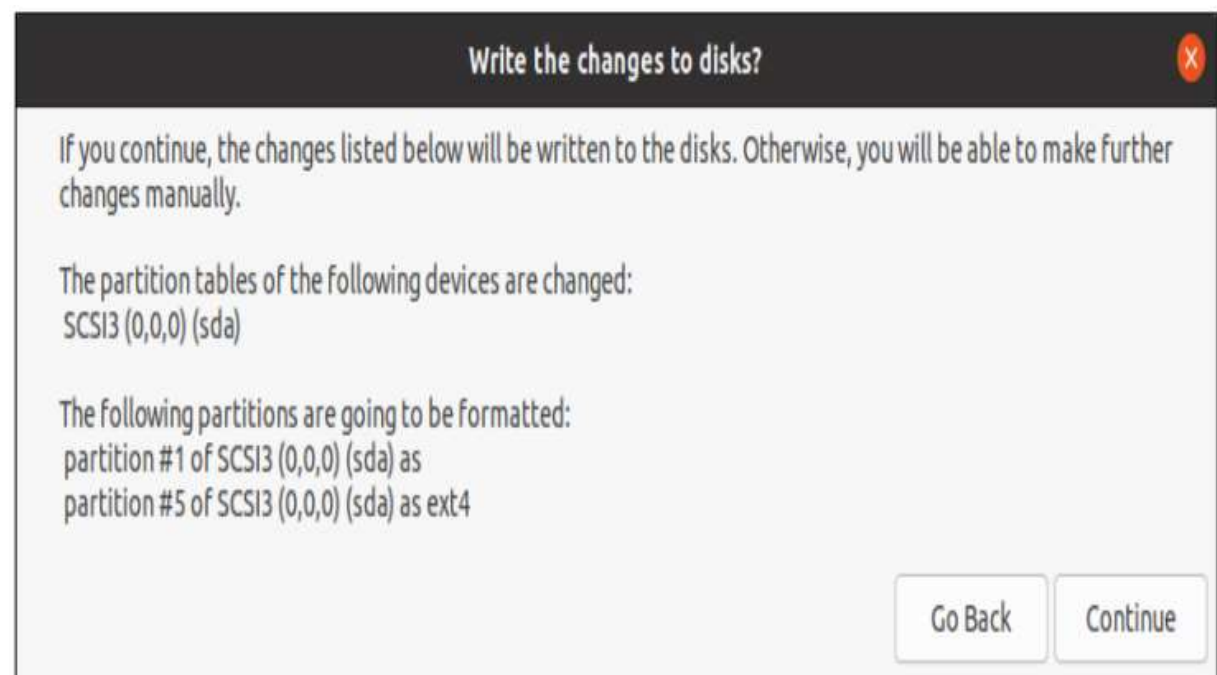 Write the changes to disks?
If you continue, the changes listed below will be written to the disks. Otherwise, you will be able to make further
changes manually.
The partition tables of the following devices are changed:
SCSI3 (0,0,0) (sda)
The following partitions are going to be formatted:
partition #1 of SCSI3 (0,0,0) (sda) as
partition #5 of SCSI3 (0,0,0) (sda) as ext4
Go Back
Continue